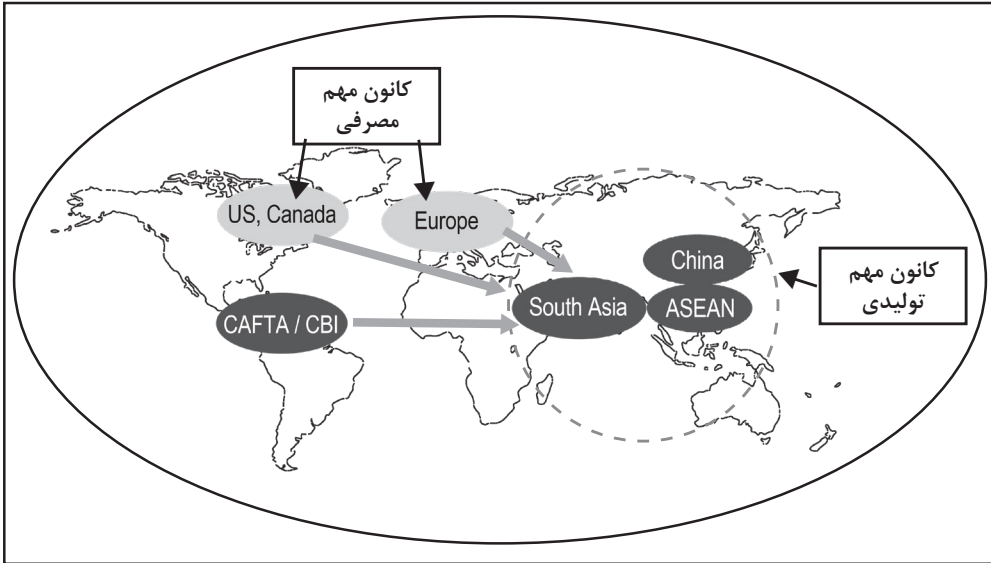 کانون مهم
مصرفی
US, Canada
Europe
China
کانون مهم
تولیدی
South Asia
ASEAN
CAFTA / CBI